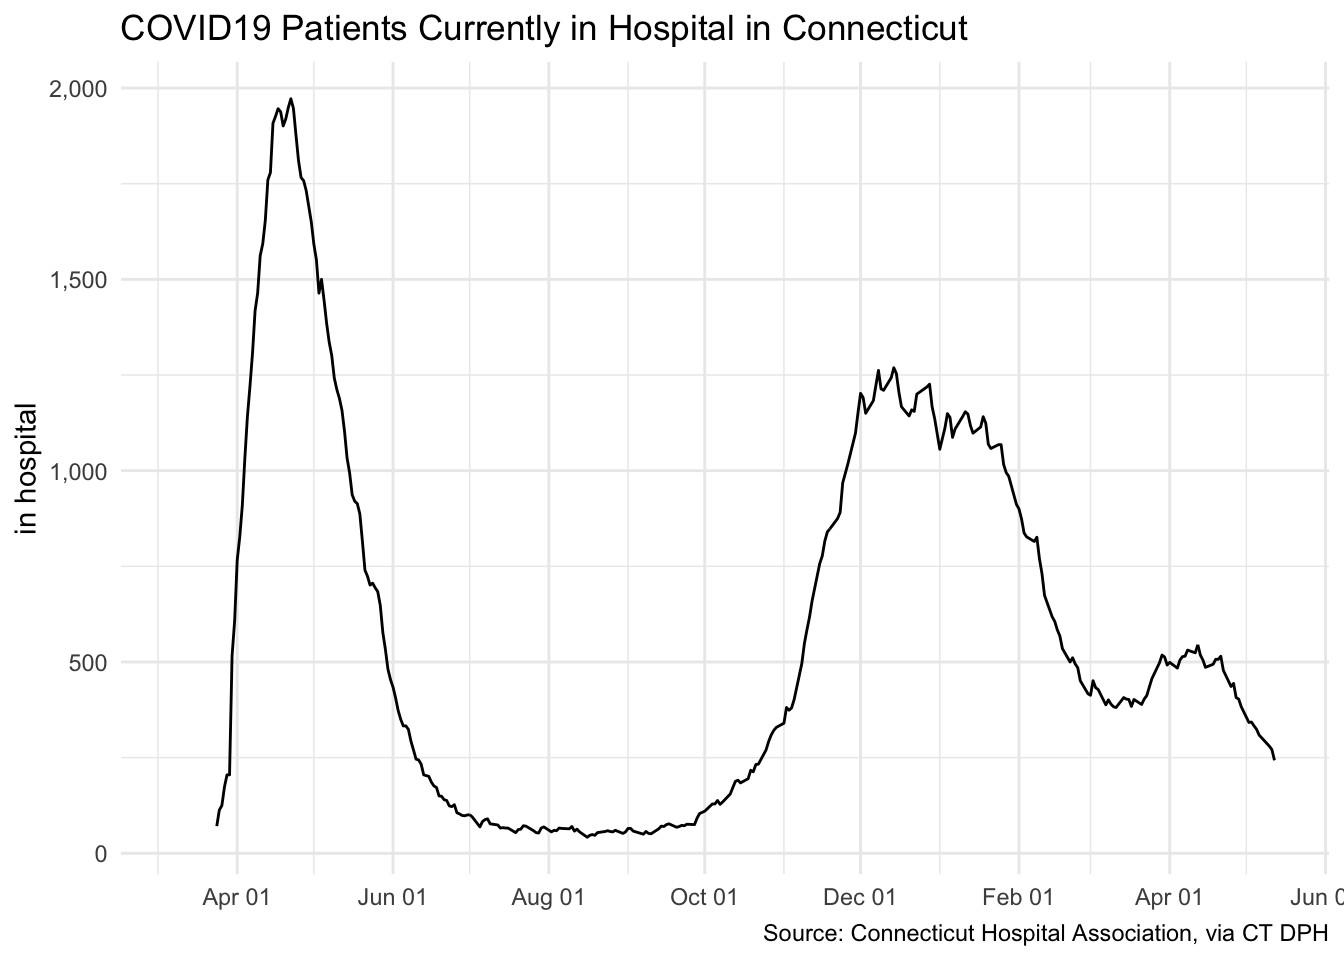 COVID19 Patients Currently in Hospital in Connecticut
in hospital
2,000
1,500
1,000
500
0
Apr 01 Jun 01 Aug 01 Oct 01 Dec 01 Feb 01 Apr 01 Jun 0
Source: Connecticut Hospital Association, via CT DPH